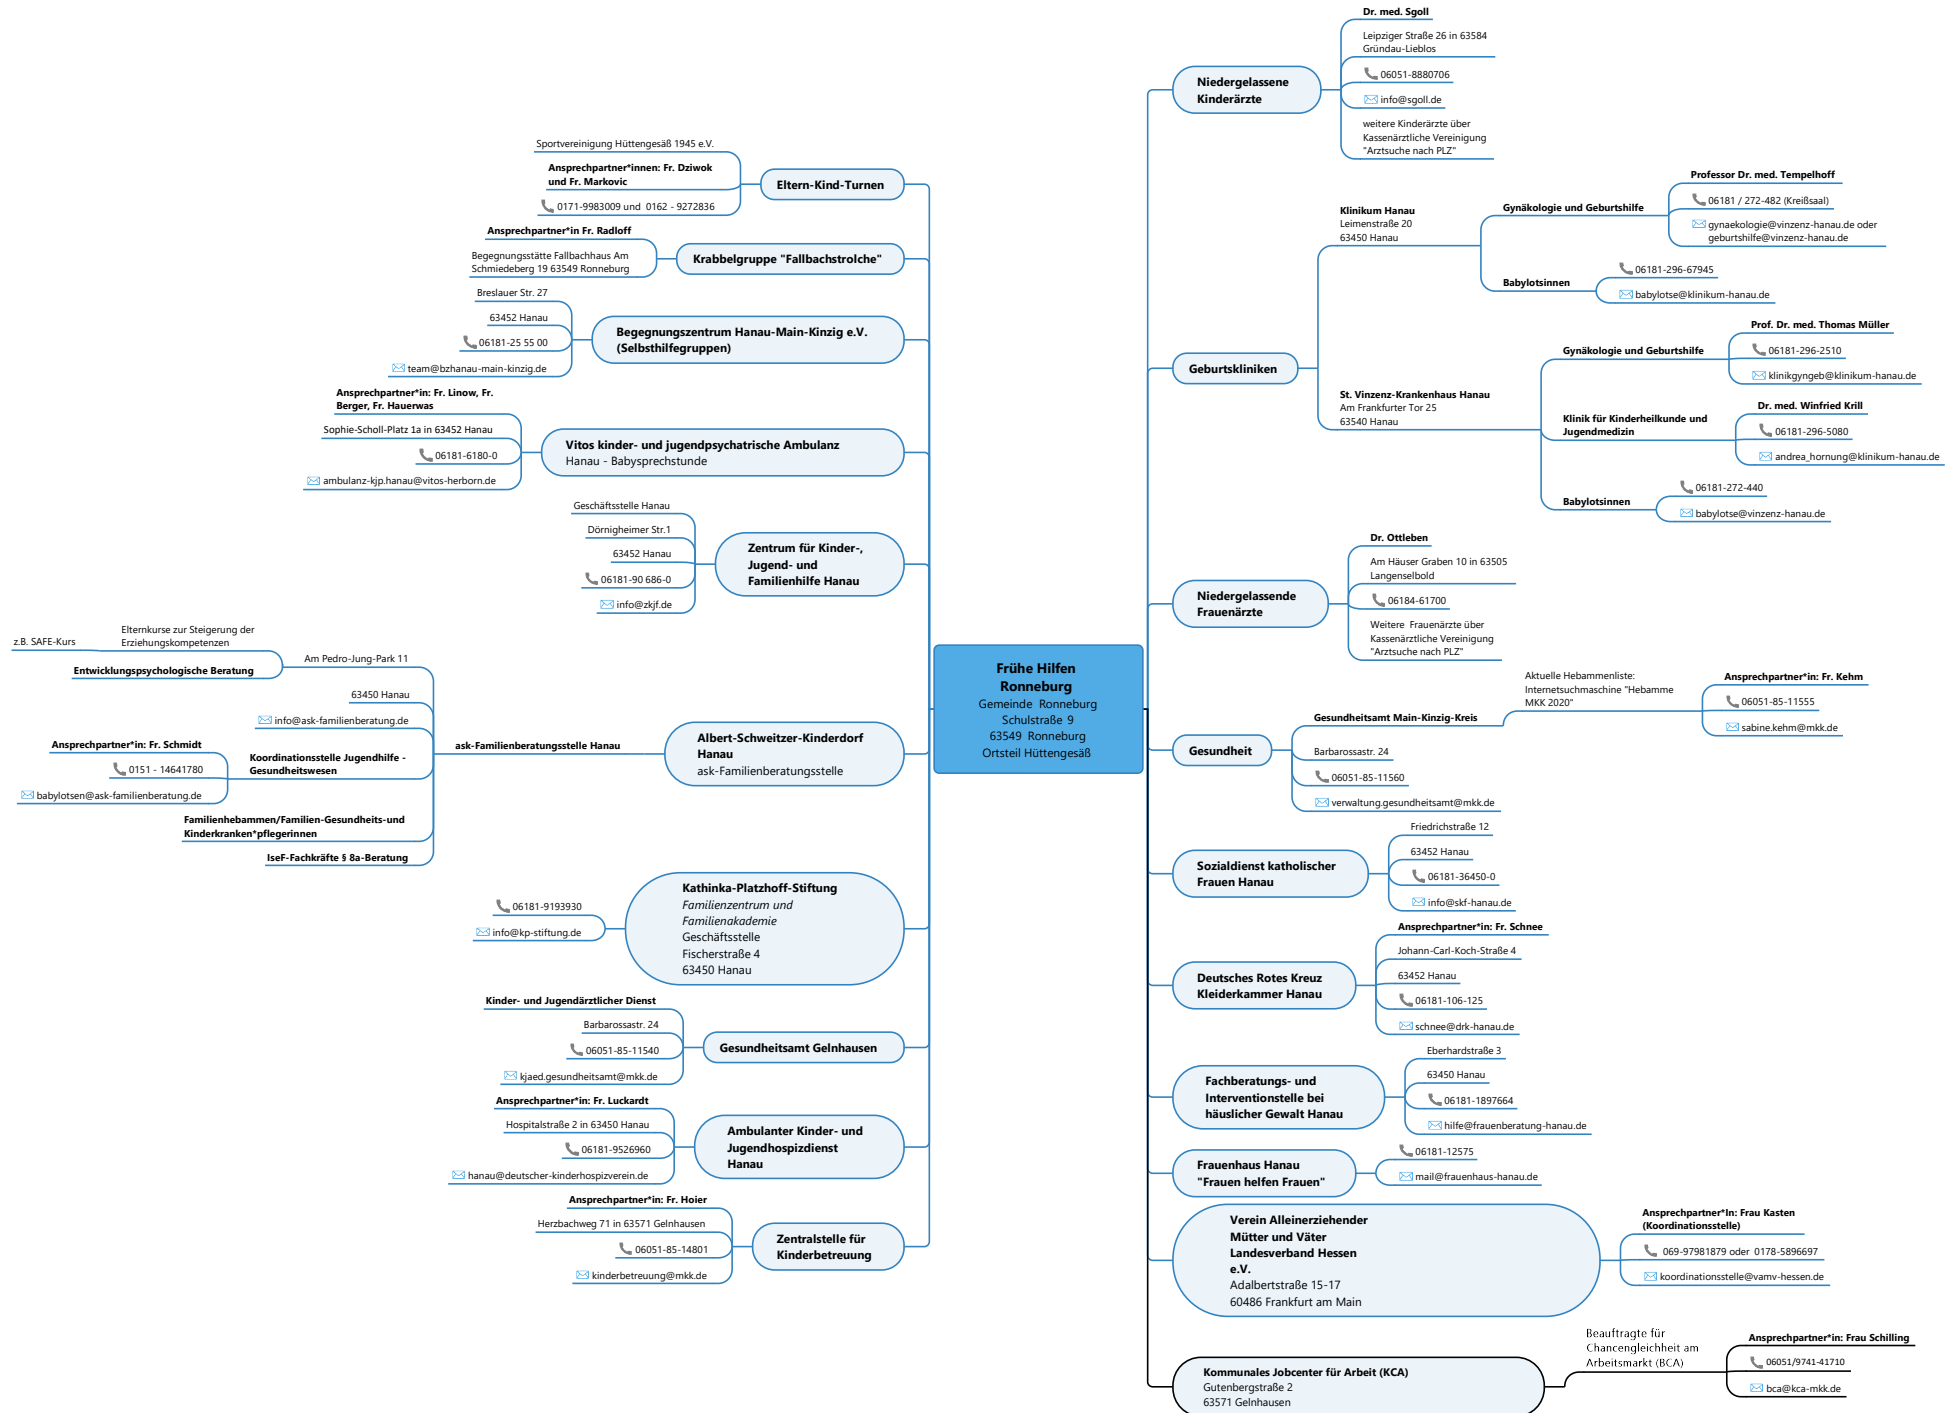 Frühe Hilfen
Ronneburg
Gemeinde Ronneburg
Schulstraße 9
63549 Ronneburg
Ortsteil Hüttengesäß
Eltern-Kind-Turnen
Sportvereinigung Hüttengesäß 1945 e.V.
Ansprechpartner*innen: Fr. Dziwok
und Fr. Markovic
0171-9983009 und 0162 - 9272836
Krabbelgruppe "Fallbachstrolche"
Ansprechpartner*in Fr. Radloff
Begegnungsstätte Fallbachhaus Am
Schmiedeberg 19 63549 Ronneburg
Begegnungszentrum Hanau-Main-Kinzig e.V.
(Selbsthilfegruppen)
Breslauer Str. 27
63452 Hanau
06181-25 55 00
team@bzhanau-main-kinzig.de
Vitos kinder- und jugendpsychatrische Ambulanz
Hanau - Babysprechstunde
Ansprechpartner*in: Fr. Linow, Fr.
Berger, Fr. Hauerwas
Sophie-Scholl-Platz 1a in 63452 Hanau
06181-6180-0
ambulanz-kjp.hanau@vitos-herborn.de
Zentrum für Kinder-,
Jugend- und
Familienhilfe Hanau
Geschäftsstelle Hanau
Dörnigheimer Str.1
63452 Hanau
06181-90 686-0
info@zkjf.de
Albert-Schweitzer-Kinderdorf
Hanau
ask-Familienberatungsstelle
ask-Familienberatungsstelle Hanau
Am Pedro-Jung-Park 11
Elternkurse zur Steigerung der
Erziehungskompetenzen
z.B. SAFE-Kurs
Entwicklungspsychologische Beratung
63450 Hanau
info@ask-familienberatung.de
Koordinationsstelle Jugendhilfe -
Gesundheitswesen
Ansprechpartner*in: Fr. Schmidt
0151 - 14641780
babylotsen@ask-familienberatung.de
Familienhebammen/Familien-Gesundheits-und
Kinderkranken*pflegerinnen
IseF-Fachkräfte § 8a-Beratung
Kathinka-Platzhoff-Stiftung
Familienzentrum und
Familienakademie
Geschäftsstelle
Fischerstraße 4
63450 Hanau
06181-9193930
info@kp-stiftung.de
Gesundheitsamt Gelnhausen
Kinder- und Jugendärztlicher Dienst
Barbarossastr. 24
06051-85-11540
kjaed.gesundheitsamt@mkk.de
Ambulanter Kinder- und
Jugendhospizdienst
Hanau
Ansprechpartner*in: Fr. Luckardt
Hospitalstraße 2 in 63450 Hanau
06181-9526960
hanau@deutscher-kinderhospizverein.de
Zentralstelle für
Kinderbetreuung
Ansprechpartner*in: Fr. Hoier
Herzbachweg 71 in 63571 Gelnhausen
06051-85-14801
kinderbetreuung@mkk.de
Niedergelassene
Kinderärzte
Dr. med. Sgoll
Leipziger Straße 26 in 63584
Gründau-Lieblos
06051-8880706
info@sgoll.de
weitere Kinderärzte über
Kassenärztliche Vereinigung
"Arztsuche nach PLZ"
Geburtskliniken
Klinikum Hanau
Leimenstraße 20
63450 Hanau
Gynäkologie und Geburtshilfe
Professor Dr. med. Tempelhoff
06181 / 272-482 (Kreißsaal)
gynaekologie@vinzenz-hanau.de oder
geburtshilfe@vinzenz-hanau.de
Babylotsinnen
06181-296-67945
babylotse@klinikum-hanau.de
St. Vinzenz-Krankenhaus Hanau
Am Frankfurter Tor 25
63540 Hanau
Gynäkologie und Geburtshilfe
Prof. Dr. med. Thomas Müller
06181-296-2510
klinikgyngeb@klinikum-hanau.de
Klinik für Kinderheilkunde und
Jugendmedizin
Dr. med. Winfried Krill
06181-296-5080
andrea_hornung@klinikum-hanau.de
Babylotsinnen
06181-272-440
babylotse@vinzenz-hanau.de
Niedergelassende
Frauenärzte
Dr. Ottleben
Am Häuser Graben 10 in 63505
Langenselbold
06184-61700
Weitere Frauenärzte über
Kassenärztliche Vereinigung
"Arztsuche nach PLZ"
Gesundheit
Gesundheitsamt Main-Kinzig-Kreis
Aktuelle Hebammenliste:
Internetsuchmaschine "Hebamme
MKK 2020"
Ansprechpartner*in: Fr. Kehm
06051-85-11555
sabine.kehm@mkk.de
Barbarossastr. 24
06051-85-11560
verwaltung.gesundheitsamt@mkk.de
Sozialdienst katholischer
Frauen Hanau
Friedrichstraße 12
63452 Hanau
06181-36450-0
info@skf-hanau.de
Deutsches Rotes Kreuz
Kleiderkammer Hanau
Ansprechpartner*in: Fr. Schnee
Johann-Carl-Koch-Straße 4
63452 Hanau
06181-106-125
schnee@drk-hanau.de
Fachberatungs- und
Interventionstelle bei
häuslicher Gewalt Hanau
Eberhardstraße 3
63450 Hanau
06181-1897664
hilfe@frauenberatung-hanau.de
Frauenhaus Hanau
"Frauen helfen Frauen"
06181-12575
mail@frauenhaus-hanau.de
Verein Alleinerziehender
Mütter und Väter
Landesverband Hessen
e.V.
Adalbertstraße 15-17
60486 Frankfurt am Main
Ansprechpartner*In: Frau Kasten
(Koordinationsstelle)
069-97981879 oder 0178-5896697
koordinationsstelle@vamv-hessen.de
Kommunales Jobcenter für Arbeit (KCA)
Gutenbergstraße 2
63571 Gelnhausen
Beauftragte für
Chancengleichheit am
Arbeitsmarkt (BCA)
Ansprechpartner*in: Frau Schilling
06051/9741-41710
bca@kca-mkk.de